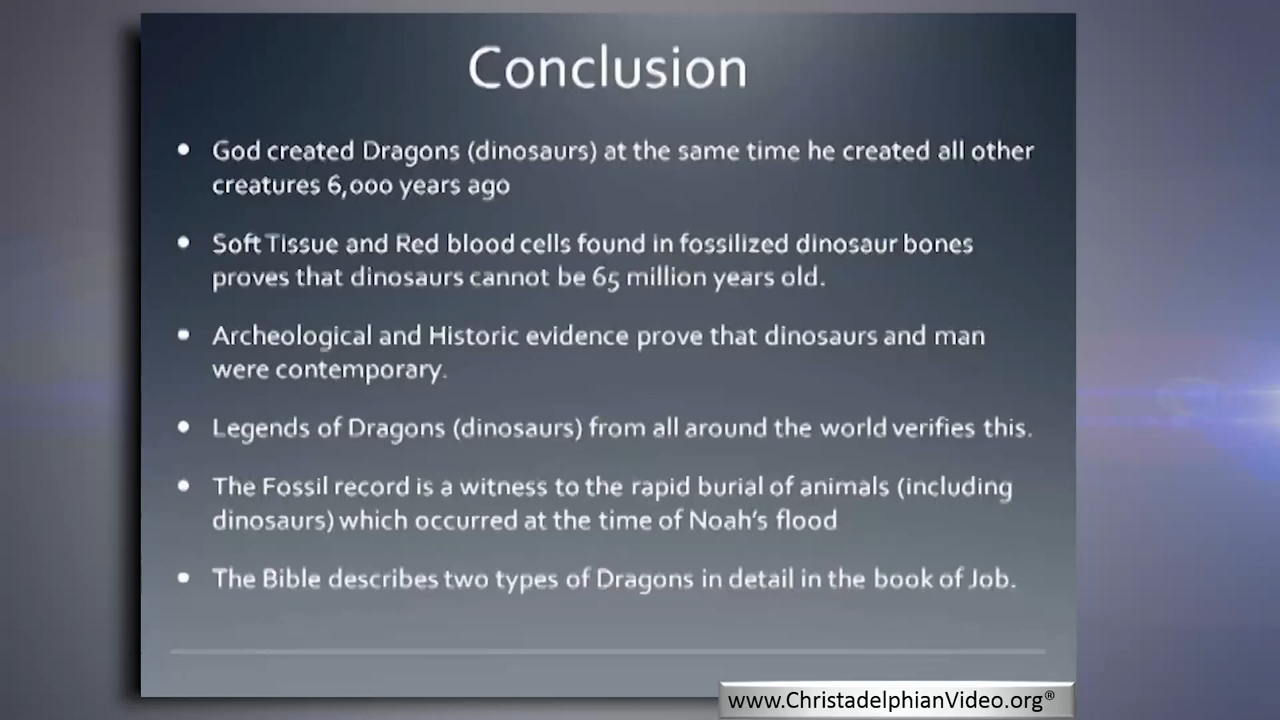 Conclusion
• God created Dragons (dinosaurs) at the same time he created all other
creatures 6,000 years ago
• Soft Tissue and Red blood cells found in fossilized dinosaur bones
proves that dinosaurs cannot be 65 million years old.
• Archeological and Historic evidence prove that dinosaurs and man
were contemporary.
• Legends of Dragons (dinosaurs) from all around the world verifies this.
• The Fossil record is a witness to the rapid burial of animals (including
dinosaurs) which occurred at the time of Noah's flood
• The Bible describes two types of Dragons in detail in the book of Job.
www.ChristadelphianVideo.org®